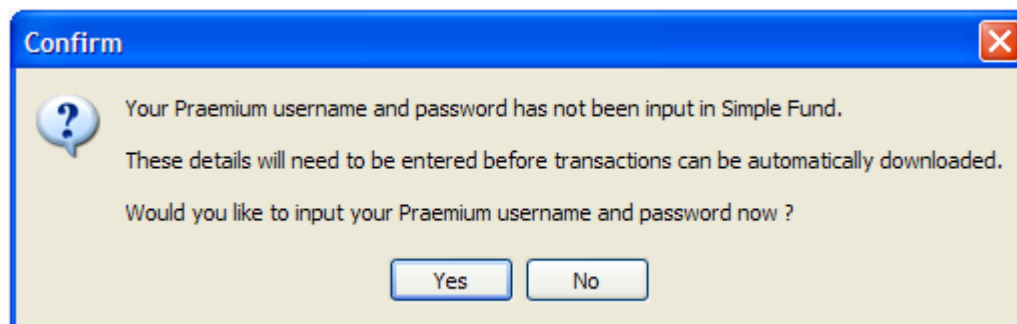 Confirm
Your Praemium username and password has not been input in Simple Fund.
These details will need to be entered before transactions can be automatically downloaded.
Would you like to input your Praemium username and password now ?
Yes No